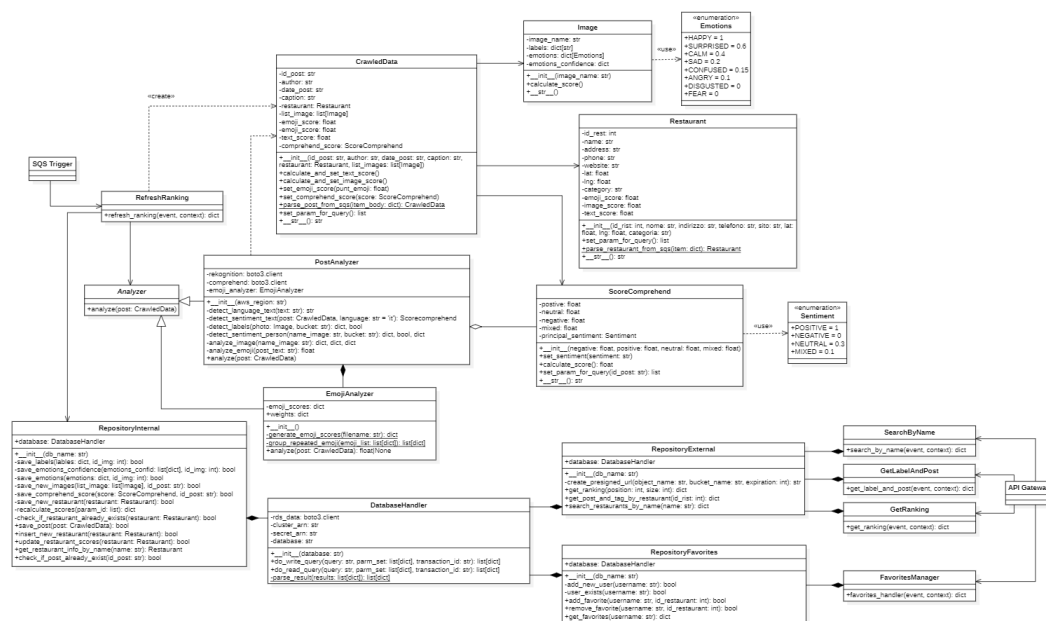 «enumeration»
Emotions
+HAPPY = 1
+SURPRISED = 0.6
+CALM = 0.4
+SAD = 0.2
+CONFUSED = 0.15
+ANGRY = 0.1
+DISGUSTED = 0
+FEAR = 0
Image
-image_name: str
-labels: dict[str]
-emotions: dict[Emotions]
-emotions_confidence: dict
+__init__(image_name: str)
+calculate_score()
+__str__()
«use»
CrawledData
-id_post: str
-author: str
-date_post: str
-caption: str
-restaurant: Restaurant
-list_image: list[Image]
-emoji_score: float
-emoji_score: float
-text_score: float
-comprehend_score: ScoreComprehend
+__init__(id_post: str, author: str, date_post: str, caption: str,
restaurant: Restaurant, list_images: list[Image])
+calculate_and_set_text_score()
+calculate_and_set_image_score()
+set_emoji_score(punt_emoji: float)
+set_comprehend_score(score: ScoreComprehend)
+parse_post_from_sqs(item_body: dict): CrawledData
+set_param_for_query(): list
+__str__(): str
«create»
Restaurant
-id_rest: int
-name: str
-address: str
-phone: str
-website: str
-lat: float
-lng: float
-category: str
-emoji_score: float
-image_score: float
-text_score: float
+__init__(id_rist: int, nome: str, indirizzo: str, telefono: str, sito: str, lat:
float, lng: float, categoria: str)
+set_param_for_query(): list
+parse_restaurant_from_sqs(item: dict): Restaurant
+__str__(): str
SQS Trigger
RefreshRanking
+refresh_ranking(event, context): dict
Analyzer
+analyze(post: CrawledData)
PostAnalyzer
-rekognition: boto3.client
-comprehend: boto3.client
-emoji_analyzer: EmojiAnalyzer
+__init__(aws_region: str)
-detect_language_text(text: str): str
-detect_sentiment_text(post: CrawledData, language: str = 'it'): Scorecomprehend
-detect_labels(photo: Image, bucket: str): dict, bool
-detect_sentiment_person(name_image: str, bucket: str): dict, bool, dict
-analyze_image(name_image: str): dict, dict, dict
-analyze_emoji(post_text: str): float
+analyze(post: CrawledData)
ScoreComprehend
-postive: float
-neutral: float
-negative: float
-mixed: float
-principal_sentiment: Sentiment
+__init__(negative: float, positive: float, neutral: float, mixed: float)
+set_sentiment(sentiment: str)
+calculate_score(): float
+set_param_for_query(id_post: str): list
+__str__(): str
«use»
«enumeration»
Sentiment
+POSITIVE = 1
+NEGATIVE = 0
+NEUTRAL = 0.3
+MIXED = 0.1
EmojiAnalyzer
-emoji_scores: dict
+weights: dict
+__init__()
-generate_emoji_scores(filename: str): dict
-group_repeated_emoji(emoji_list: list[dict]): list[dict]
+analyze(post: CrawledData): float|None
RepositoryInternal
+database: DatabaseHandler
+__init__(db_name: str)
-save_labels(lables: dict, id_img: int): bool
-save_emotions_confidence(emotions_confid: list[dict], id_img: int): bool
-save_emotions(emotions: dict, id_img: int): bool
-save_new_images(list_image: list[Image], id_post: str): bool
-save_comprehend_score(score: ScoreComprehend, id_post: str): bool
-save_new_restaurant(restaurant: Restaurant): bool
-recalculate_scores(param_id: list): dict
-check_if_restaurant_already_exists(restaurant: Restaurant): bool
+save_post(post: CrawledData): bool
+insert_new_restaurant(restaurant: Restaurant): bool
+update_restaurant_scores(restaurant: Restaurant): bool
+get_restaurant_info_by_name(name: str): Restaurant
+check_if_post_already_exist(id_post: str): bool
DatabaseHandler
-rds_data: boto3.client
-cluster_arn: str
-secret_arn: str
-database: str
+__init__(database: str)
+do_write_query(query: str, parm_set: list[dict], transaction_id: str): list[dict]
+do_read_query(query: str, parm_set: list[dict], transaction_id: str): list[dict]
-parse_result(results: list[dict]): list[dict]
RepositoryExternal
+database: DatabaseHandler
+__init__(db_name: str)
-create_presigned_url(object_name: str, bucket_name: str, expiration: int): str
+get_ranking(position: int, size: int): dict
+get_post_and_tag_by_restaurant(id_rist: int): dict
+search_restaurants_by_name(name: str): dict
SearchByName
+search_by_name(event, context): dict
GetLabelAndPost
+get_label_and_post(event, context): dict
GetRanking
+get_ranking(event, context): dict
API Gateway
RepositoryFavorites
+database: DatabaseHandler
+__init__(db_name: str)
-add_new_user(username: str): bool
-user_exists(username: str): bool
+add_favorite(username: str, id_restaurant: int): bool
+remove_favorite(username: str, id_restaurant: int): bool
+get_favorites(username: str): dict
FavoritesManager
+favorites_handler(event, context): dict